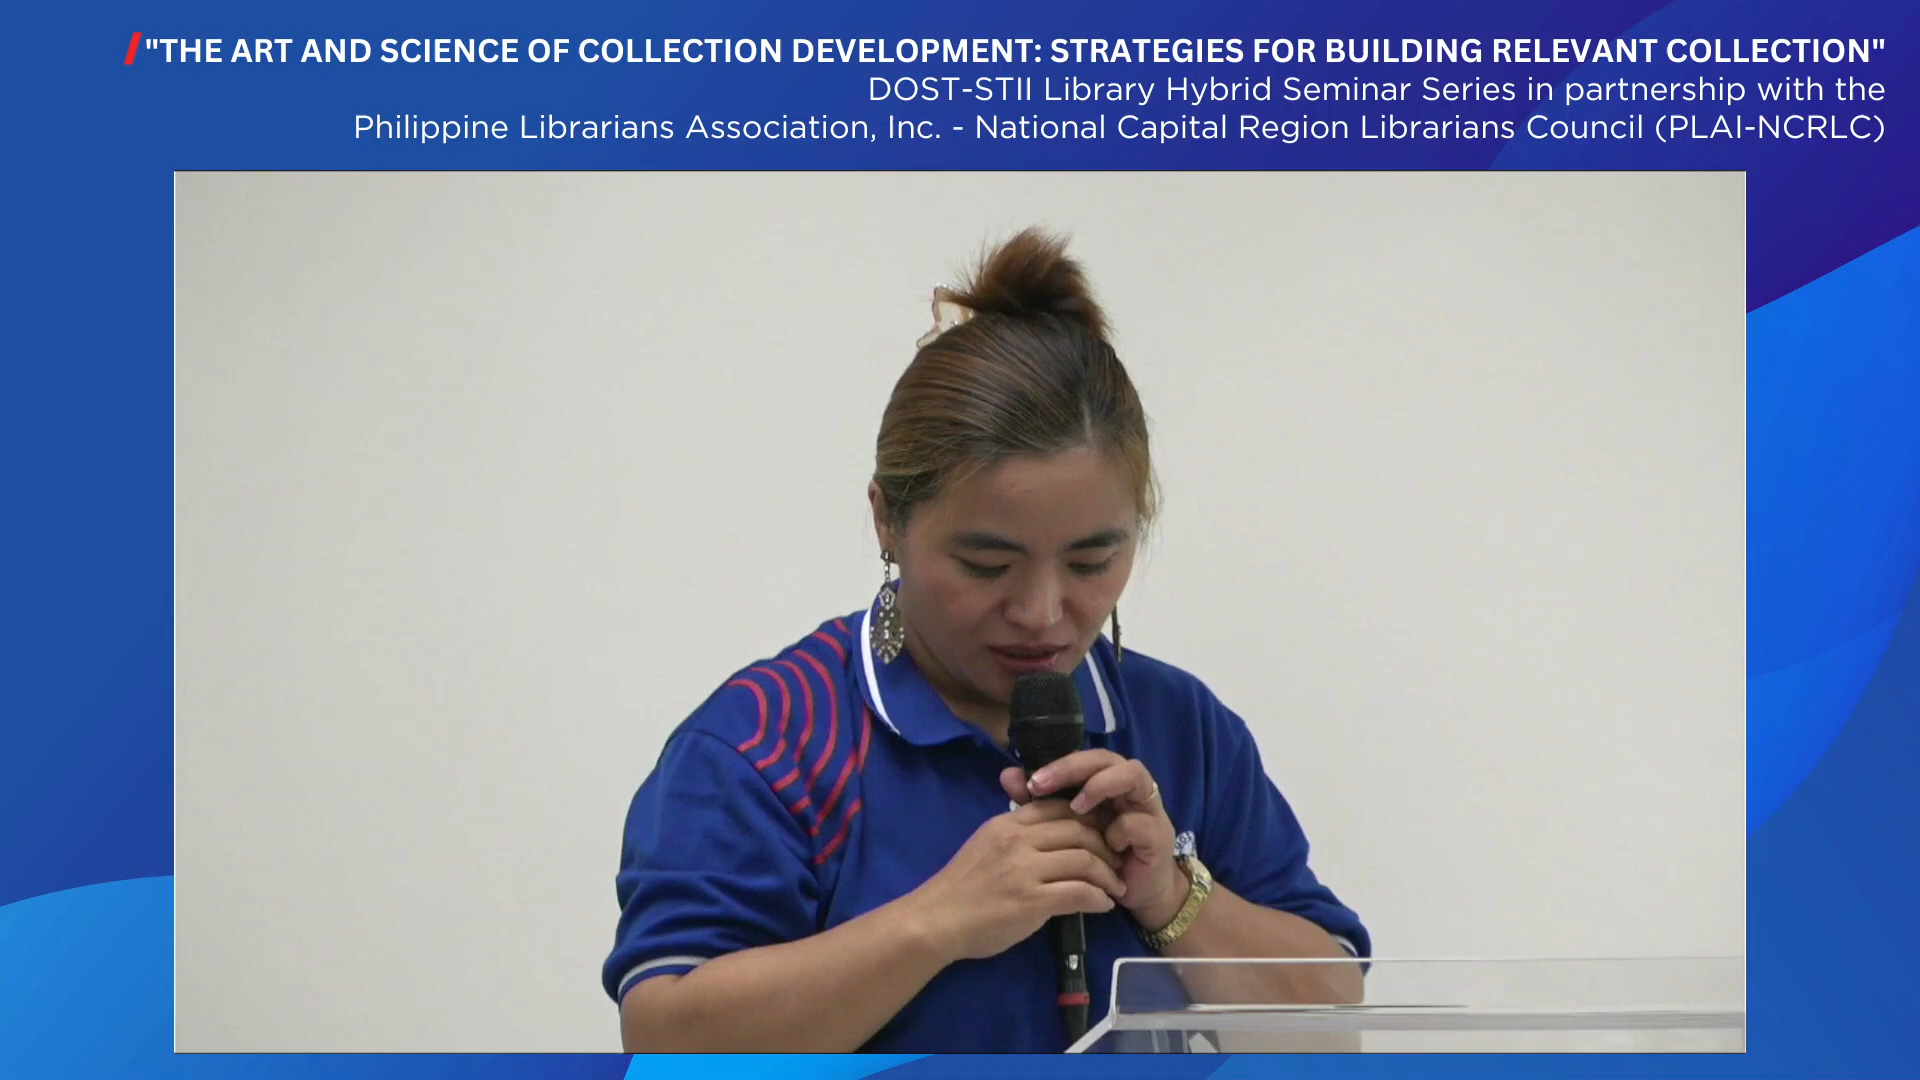 "THE ART AND SCIENCE OF COLLECTION DEVELOPMENT: STRATEGIES FOR BUILDING RELEVANT COLLECTION"
DOST-STII Library Hybrid Seminar Series in partnership with the
Philippine Librarians Association, Inc. - National Capital Region Librarians Council (PLAI-NCRLC)